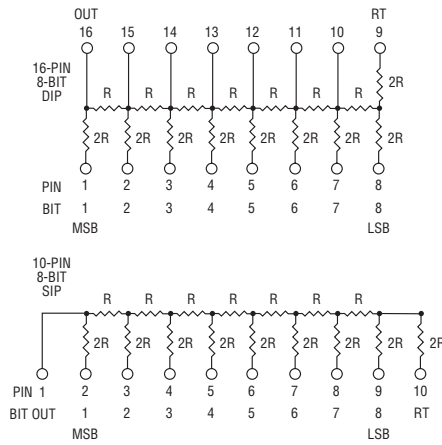 OUT RT
16 15 14 13 12 11 10 9
16-PIN
8-BIT
DIP
2R
R R R R R R R
2R 2R 2R 2R 2R 2R 2R 2R
PIN 1 2 3 4 5 6 7 8
BIT 1 2 3 4 5 6 7 8
MSB LSB
10-PIN
8-BIT
SIP
R R R R R R R
2R 2R 2R 2R 2R 2R 2R 2R 2R
PIN 1 2 3 4 5 6 7 8 9 10
BIT OUT 1 2 3 4 5 6 7 8 RT
MSB LSB